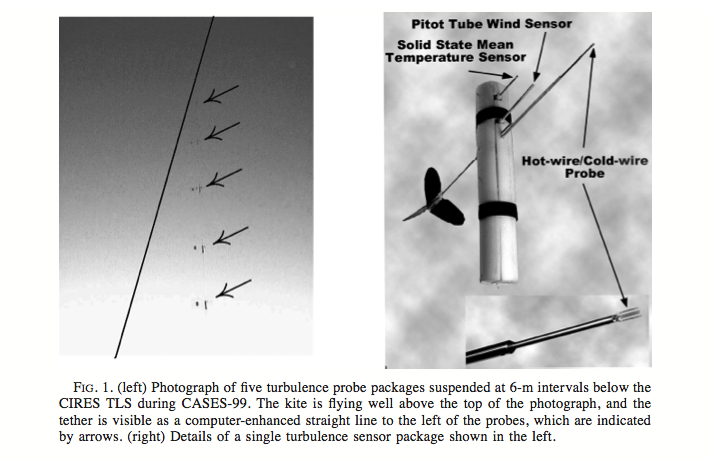 Pitot Tube Wind Sensor
Solid State Mean
Temperature Sensor
Hot-wire/Cold-wire
Probe
FIG. 1. (left) Photograph of five turbulence probe packages suspended at 6-m intervals below the
CIRES TLS during CASES-99. The kite is flying well above the top of the photograph, and the
tether is visible as a computer-enhanced straight line to the left of the probes, which are indicated
by arrows. (right) Details of a single turbulence sensor package shown in the left.